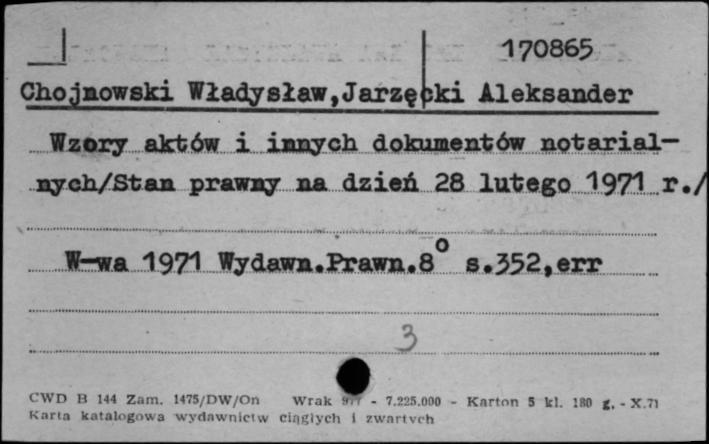 170865
Chojnowski Władysław,Jarzęcki Aleksander
Wzory aktów i innych dokumentów notarial-
nych/Stan prawny na dzień 28 lutego 1971 r./
W-wa 1971 Wydawn.Prawn.8° s.352,err
3
CWD B 144 Zam. 1475/DW/On Wrak - 7.225.000 - Karton 5 kl. 180 g. - X.71
Karta katalogowa wydawnictw ciągłych i zwartych